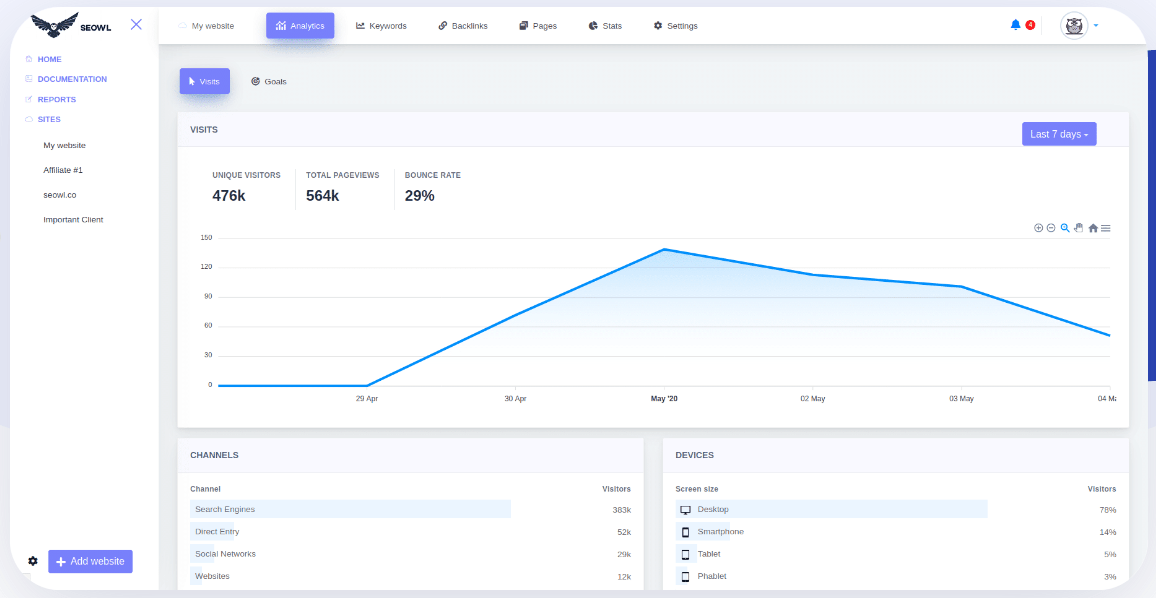 SEOWL
My website
Analytics
Keywords
Backlinks
Pages
Stats
Settings
4
HOME
DOCUMENTATION
REPORTS
SITES
My website
Affiliate #1
seowl.co
Important Client
Add website
Visits
Goals
VISITS
Last 7 days
UNIQUE VISITORS TOTAL PAGEVIEWS BOUNCE RATE
476k 564k 29%
150
120
90
60
30
0
29 Apr 30 Apr May '20 02 May 03 May 04 Ma
CHANNELS
Channel Visitors
Search Engines 383k
Direct Entry 52k
Social Networks 29k
Websites 12k
DEVICES
Screen size Visitors
Desktop 78%
Smartphone 14%
Tablet 5%
Phablet 3%